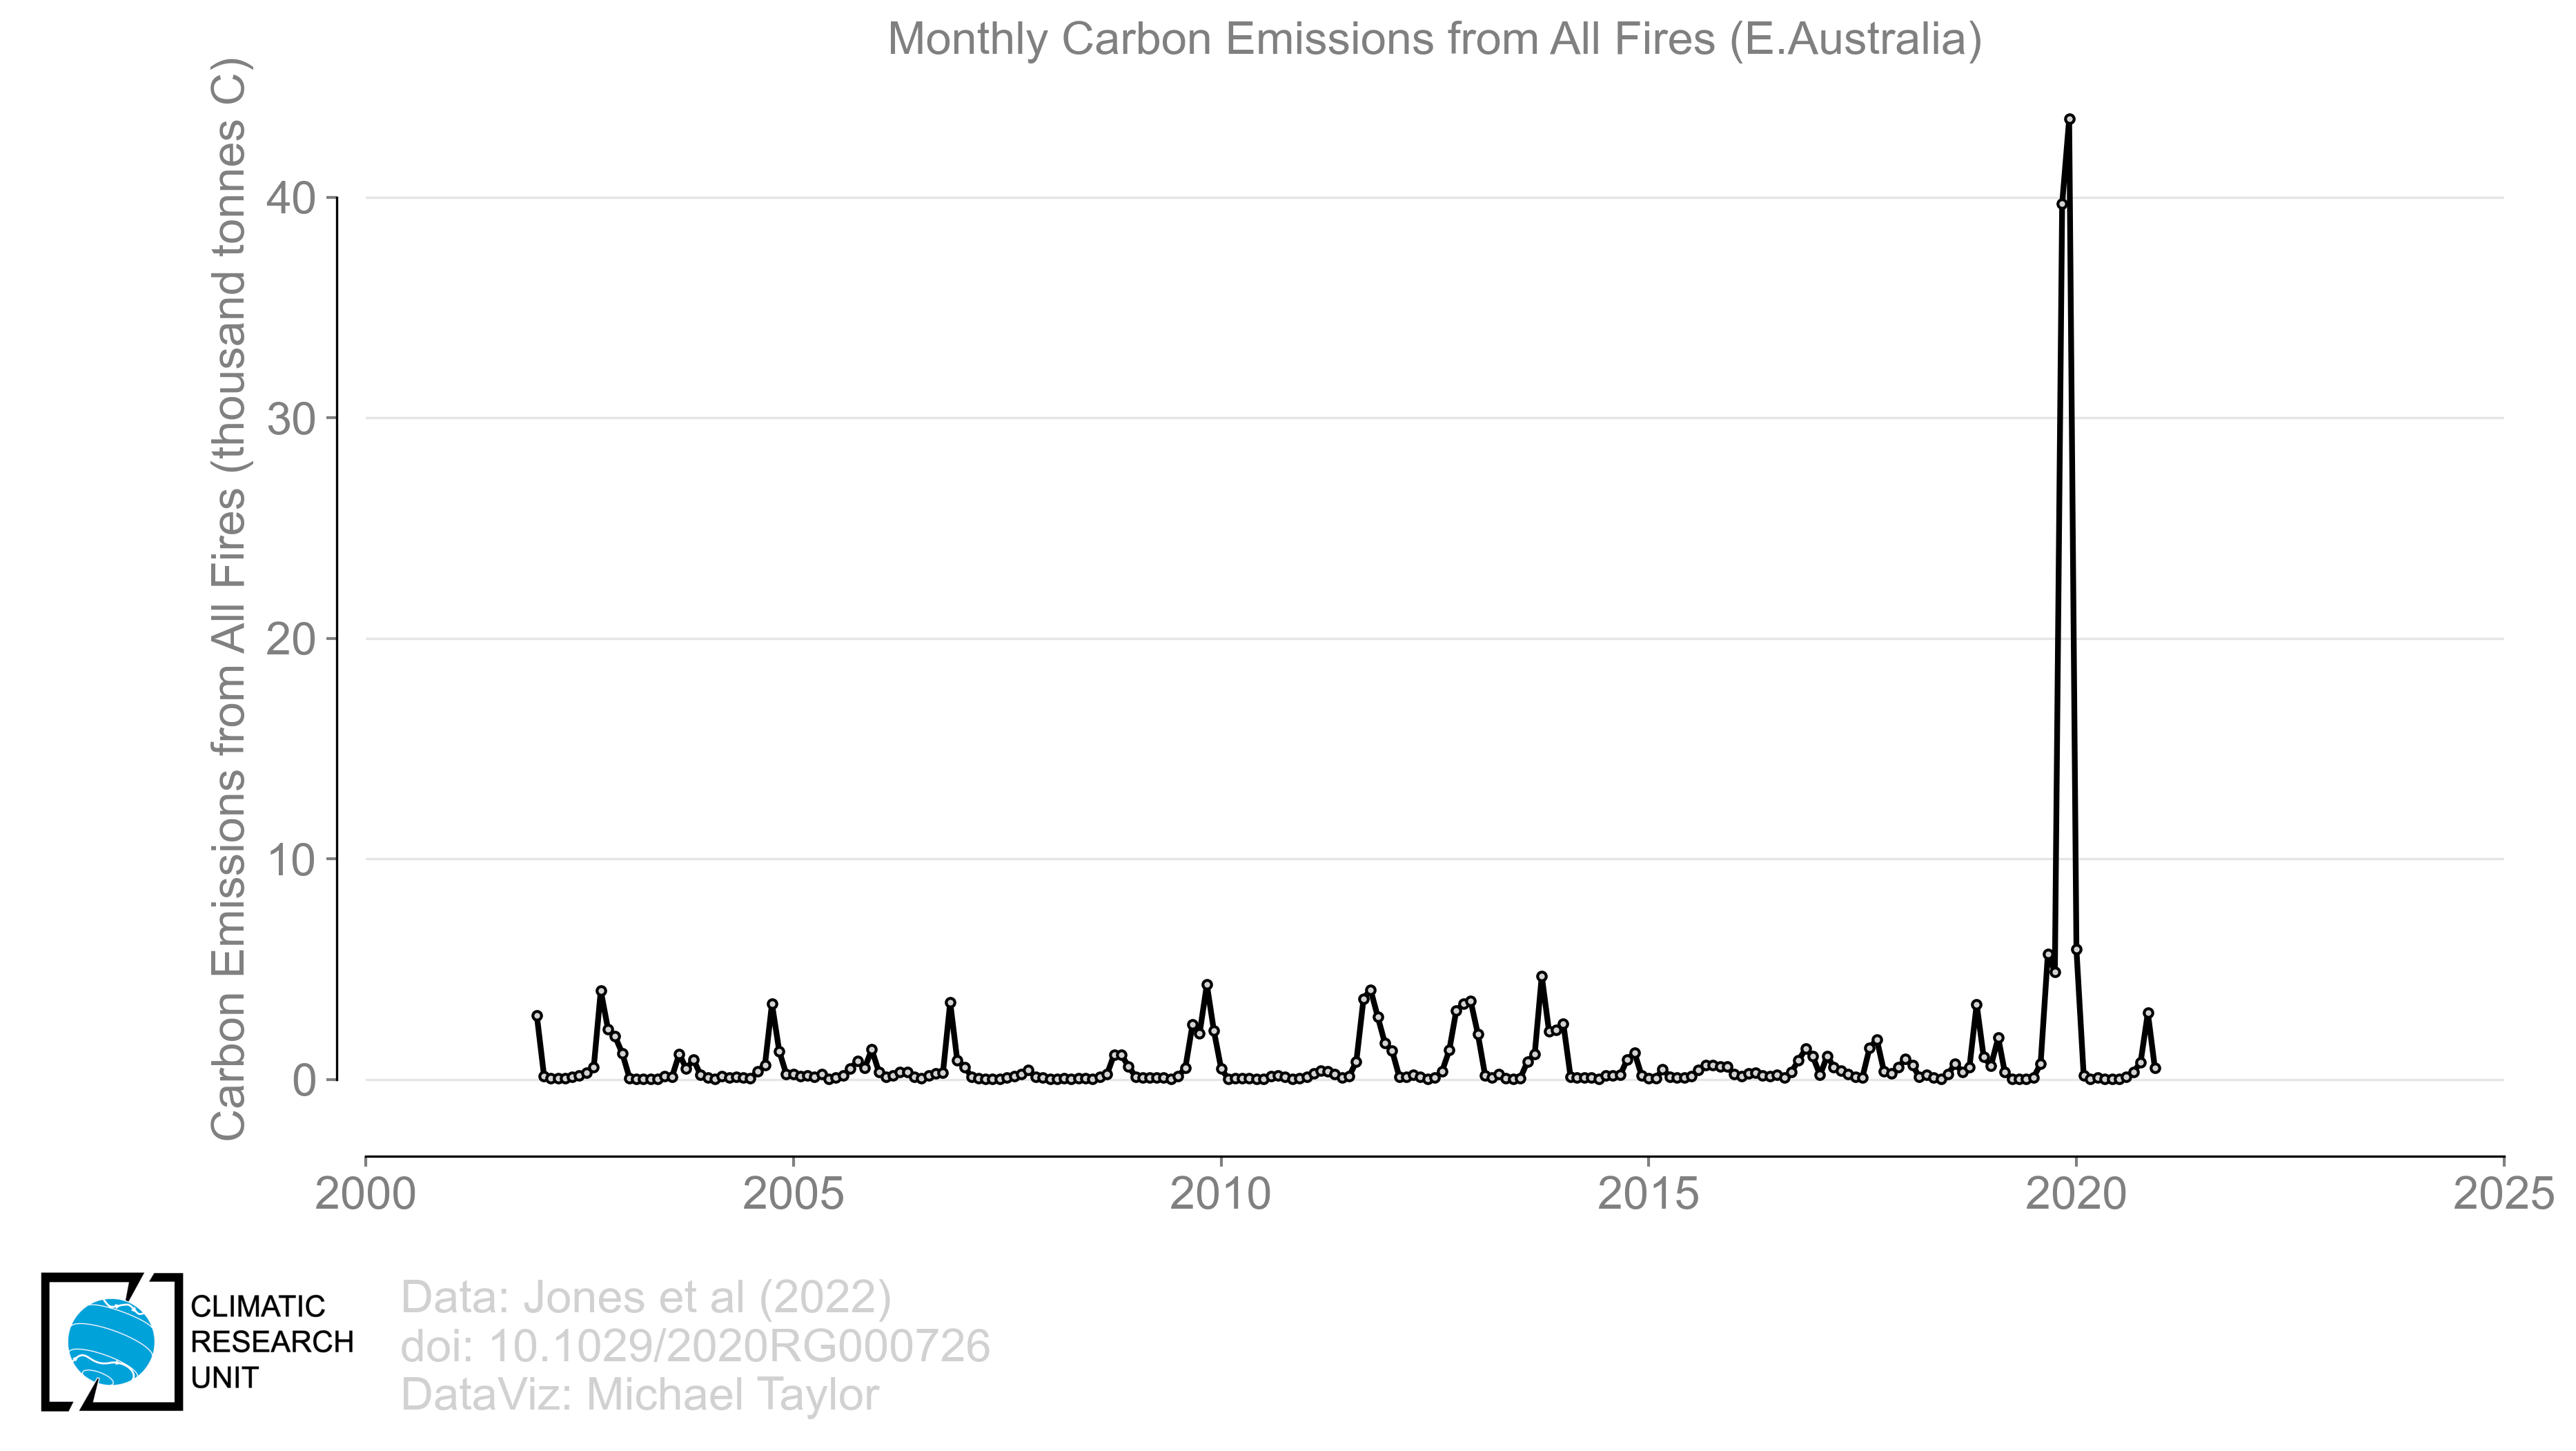 Monthly Carbon Emissions from All Fires (E.Australia)
Carbon Emissions from All Fires (thousand tonnes C)
40
30
20
10
0
2000
2005
2010
2015
2020
2025
CLIMATIC
RESEARCH
UNIT
Data: Jones et al (2022)
doi: 10.1029/2020RG000726
DataViz: Michael Taylor